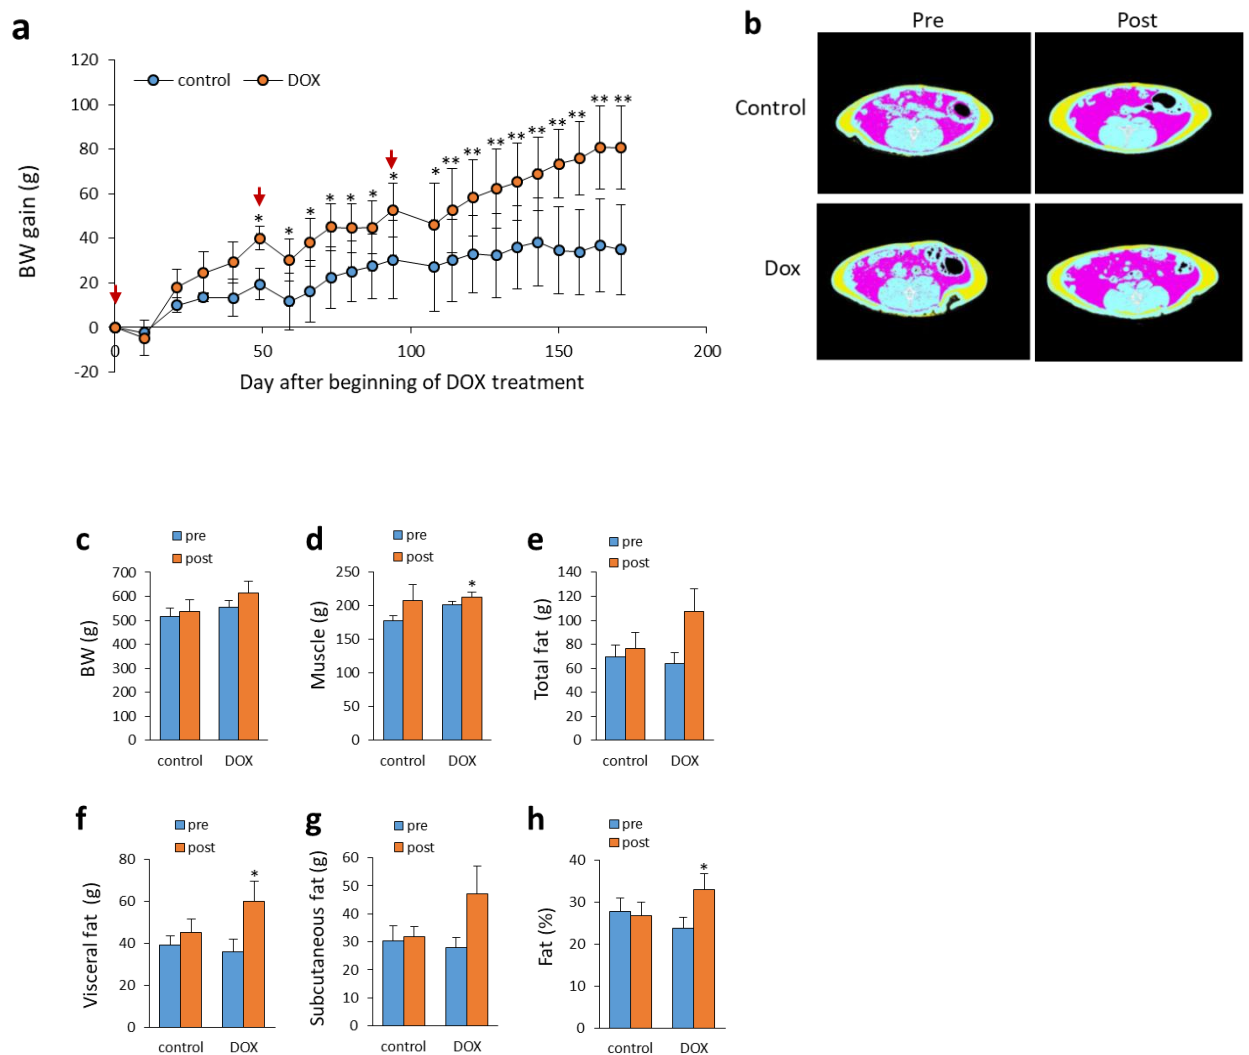 a
BW gain (g)
120
100
80
60
40
20
0
-20
control
DOX
* * * * * * * * * ** ** ** ** ** ** ** ** **
0 50 100 150 200
Day after beginning of DOX treatment
b
Pre Post
Control
Dox
c
pre
post
BW (g)
700
600
500
400
300
200
100
0
control DOX
d
pre
post
Muscle (g)
250
200
150
100
50
0
*
control DOX
e
pre
post
Total fat (g)
140
120
100
80
60
40
20
0
control DOX
f
pre
post
Visceral fat (g)
80
60
40
20
0
*
control DOX
g
pre
post
Subcutaneous fat (g)
60
50
40
30
20
10
0
control DOX
h
pre
post
Fat (%)
40
30
20
10
0
*
control DOX